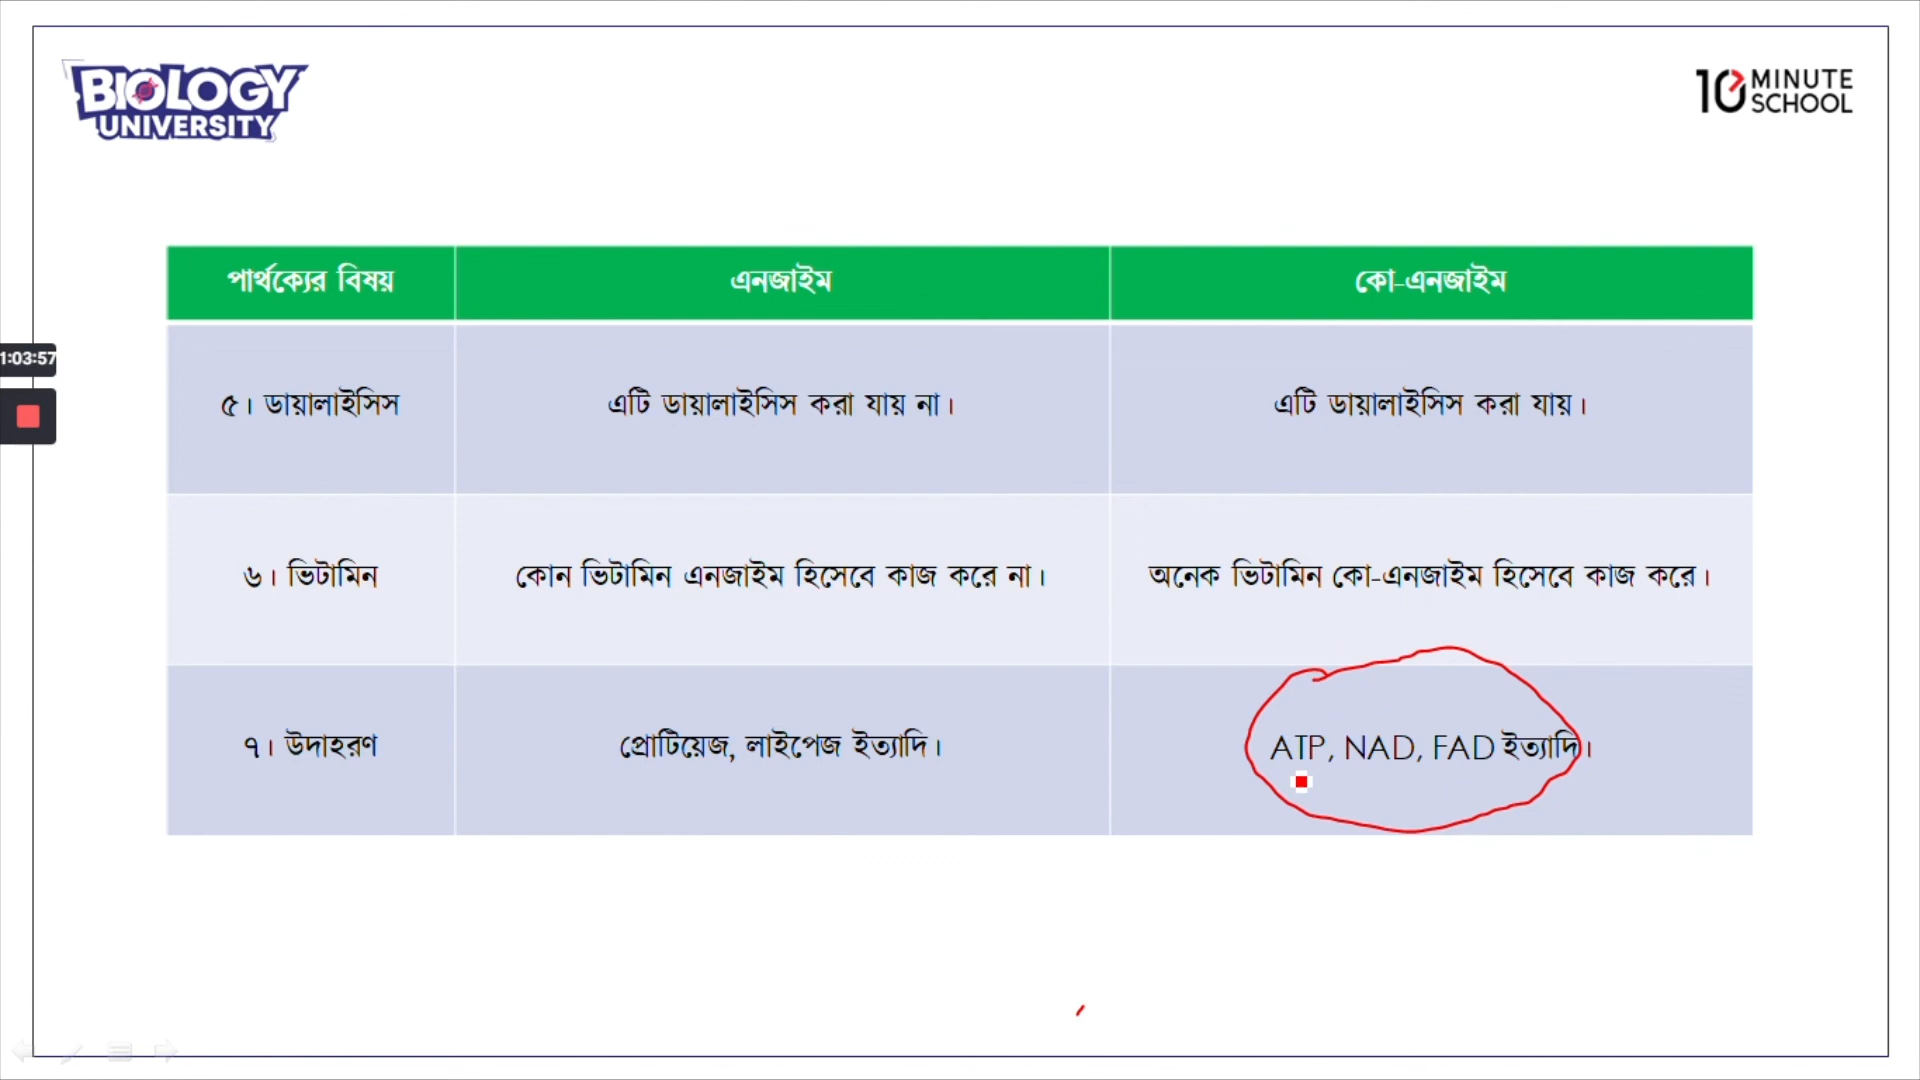 BIOLOGY
UNIVERSITY
10 MINUTE
SCHOOL
পার্থক্যের বিষয় এনজাইম কো-এনজাইম
1:03:57
৫। ডায়ালাইসিস এটি ডায়ালাইসিস করা যায় না। এটি ডায়ালাইসিস করা যায়।
৬। ভিটামিন কোন ভিটামিন এনজাইম হিসেবে কাজ করে না। অনেক ভিটামিন কো-এনজাইম হিসেবে কাজ করে।
৭। উদাহরণ প্রোটিয়েজ, লাইপেজ ইত্যাদি। ATP, NAD, FAD ইত্যাদি।